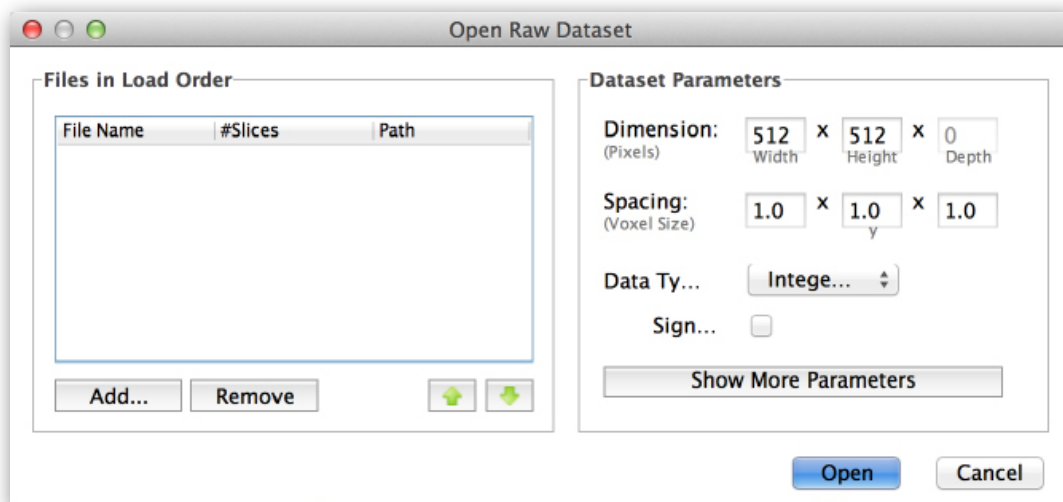 Open Raw Dataset
Files in Load Order
File Name #Slices Path
Add... Remove
Dataset Parameters
Dimension: 512 x 512 x 0
(Pixels) Width Height Depth
Spacing: 1.0 x 1.0 x 1.0
(Voxel Size) y
Data Ty... Intege...
Sign...
Show More Parameters
Open Cancel